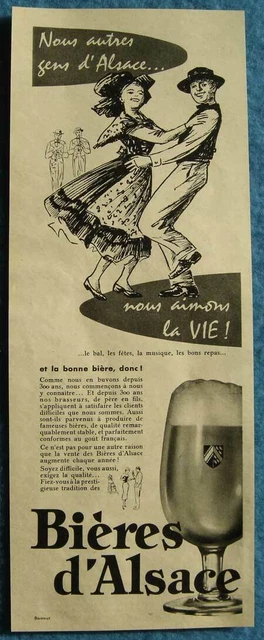 Nous autres
gens d'Alsace...
nous aimons
la VIE !
...le bal, les fêtes, la musique, les bons repas...
et la bonne bière, donc !
Comme nous en buvons depuis
300 ans, nous commençons à nous
y connaître... Et depuis 300 ans
nos brasseurs, de père en fils,
s'appliquent à satisfaire les clients
difficiles que nous sommes. Aussi
sont-ils parvenus à produire de
fameuses bières, de qualité remar-
quablement stable, et parfaitement
conformes au goût français.
Ce n'est pas pour une autre raison
que la vente des Bières d'Alsace
augmente chaque année !
Soyez difficile, vous aussi,
exigez la qualité...
Fiez-vous à la presti-
gieuse tradition des
Bières
d'Alsace